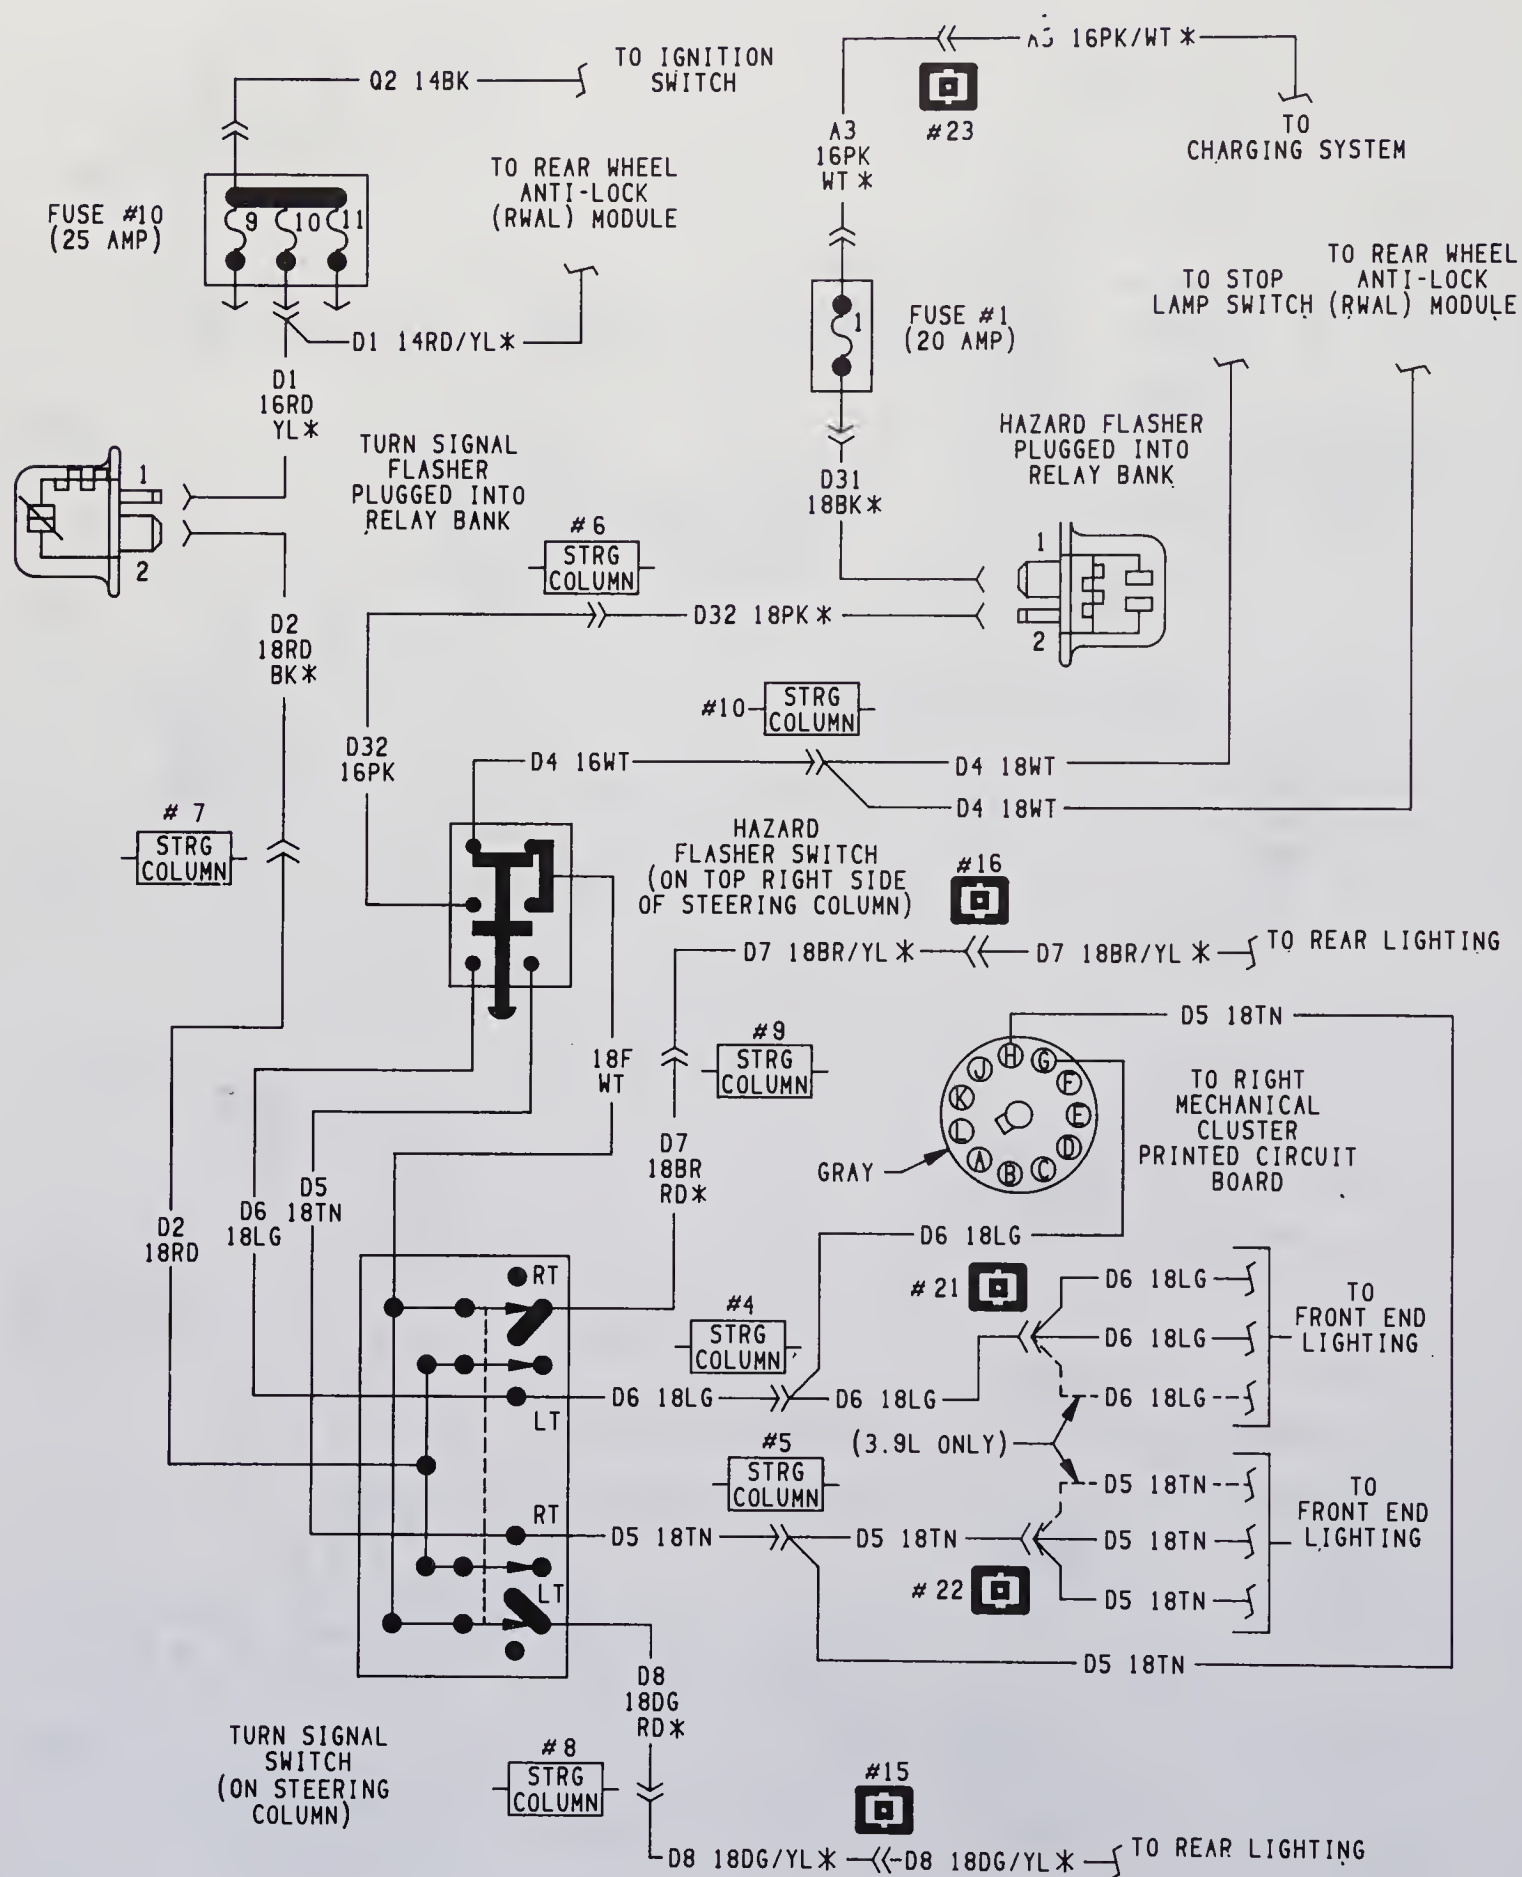 Q2 14BK
TO IGNITION
SWITCH
16PK/WT*
#23
TO
CHARGING SYSTEM
A3
16PK
WT*
TO REAR WHEEL
ANTI-LOCK
(RWAL) MODULE
FUSE #10
(25 AMP)
9
10
11
D1 14RD/YL*
D1
16RD
YL*
1
FUSE #1
(20 AMP)
TO STOP
LAMP SWITCH
TO REAR WHEEL
ANTI-LOCK
(RWAL) MODULE
TURN SIGNAL
FLASHER
PLUGGED INTO
RELAY BANK
1
2
D31
18BK*
HAZARD FLASHER
PLUGGED INTO
RELAY BANK
1
2
#6
STRG
COLUMN
D32 18PK*
D2
18RD
BK*
#10
STRG
COLUMN
D32
16PK
D4 16WT
D4 18WT
D4 18WT
# 7
STRG
COLUMN
HAZARD
FLASHER SWITCH
(ON TOP RIGHT SIDE
OF STEERING COLUMN)
#16
D7 18BR/YL*
D7 18BR/YL*
TO REAR LIGHTING
#9
STRG
COLUMN
18F
WT
D7
18BR
RD*
D5 18TN
H
G
F
E
D
C
B
A
L
K
J
GRAY
TO RIGHT
MECHANICAL
CLUSTER
PRINTED CIRCUIT
BOARD
D2
18RD
D6
18LG
D5
18TN
D6 18LG
RT
#4
STRG
COLUMN
#21
D6 18LG
D6 18LG
D6 18LG
TO
FRONT END
LIGHTING
D6 18LG
D6 18LG
LT
(3.9L ONLY)
#5
STRG
COLUMN
RT
D5 18TN
D5 18TN
D5 18TN
D5 18TN
D5 18TN
TO
FRONT END
LIGHTING
LT
#22
D5 18TN
D8
18DG
RD*
TURN SIGNAL
SWITCH
(ON STEERING
COLUMN)
#8
STRG
COLUMN
#15
D8 18DG/YL*
D8 18DG/YL*
TO REAR LIGHTING